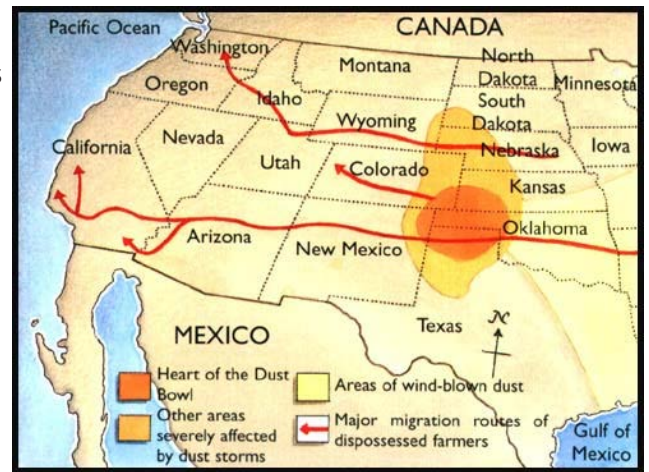 Pacific Ocean
CANADA
Washington
Montana
North
Dakota
Minnesota
Oregon
Idaho
South
Dakota
Wyoming
Nebraska
Iowa
California
Nevada
Utah
Colorado
Kansas
Oklahoma
Arizona
New Mexico
Texas
N
MEXICO
Heart of the Dust
Bowl
Other areas
severely affected
by dust storms
Areas of wind-blown dust
Major migration routes of
dispossessed farmers
Gulf of
Mexico
s